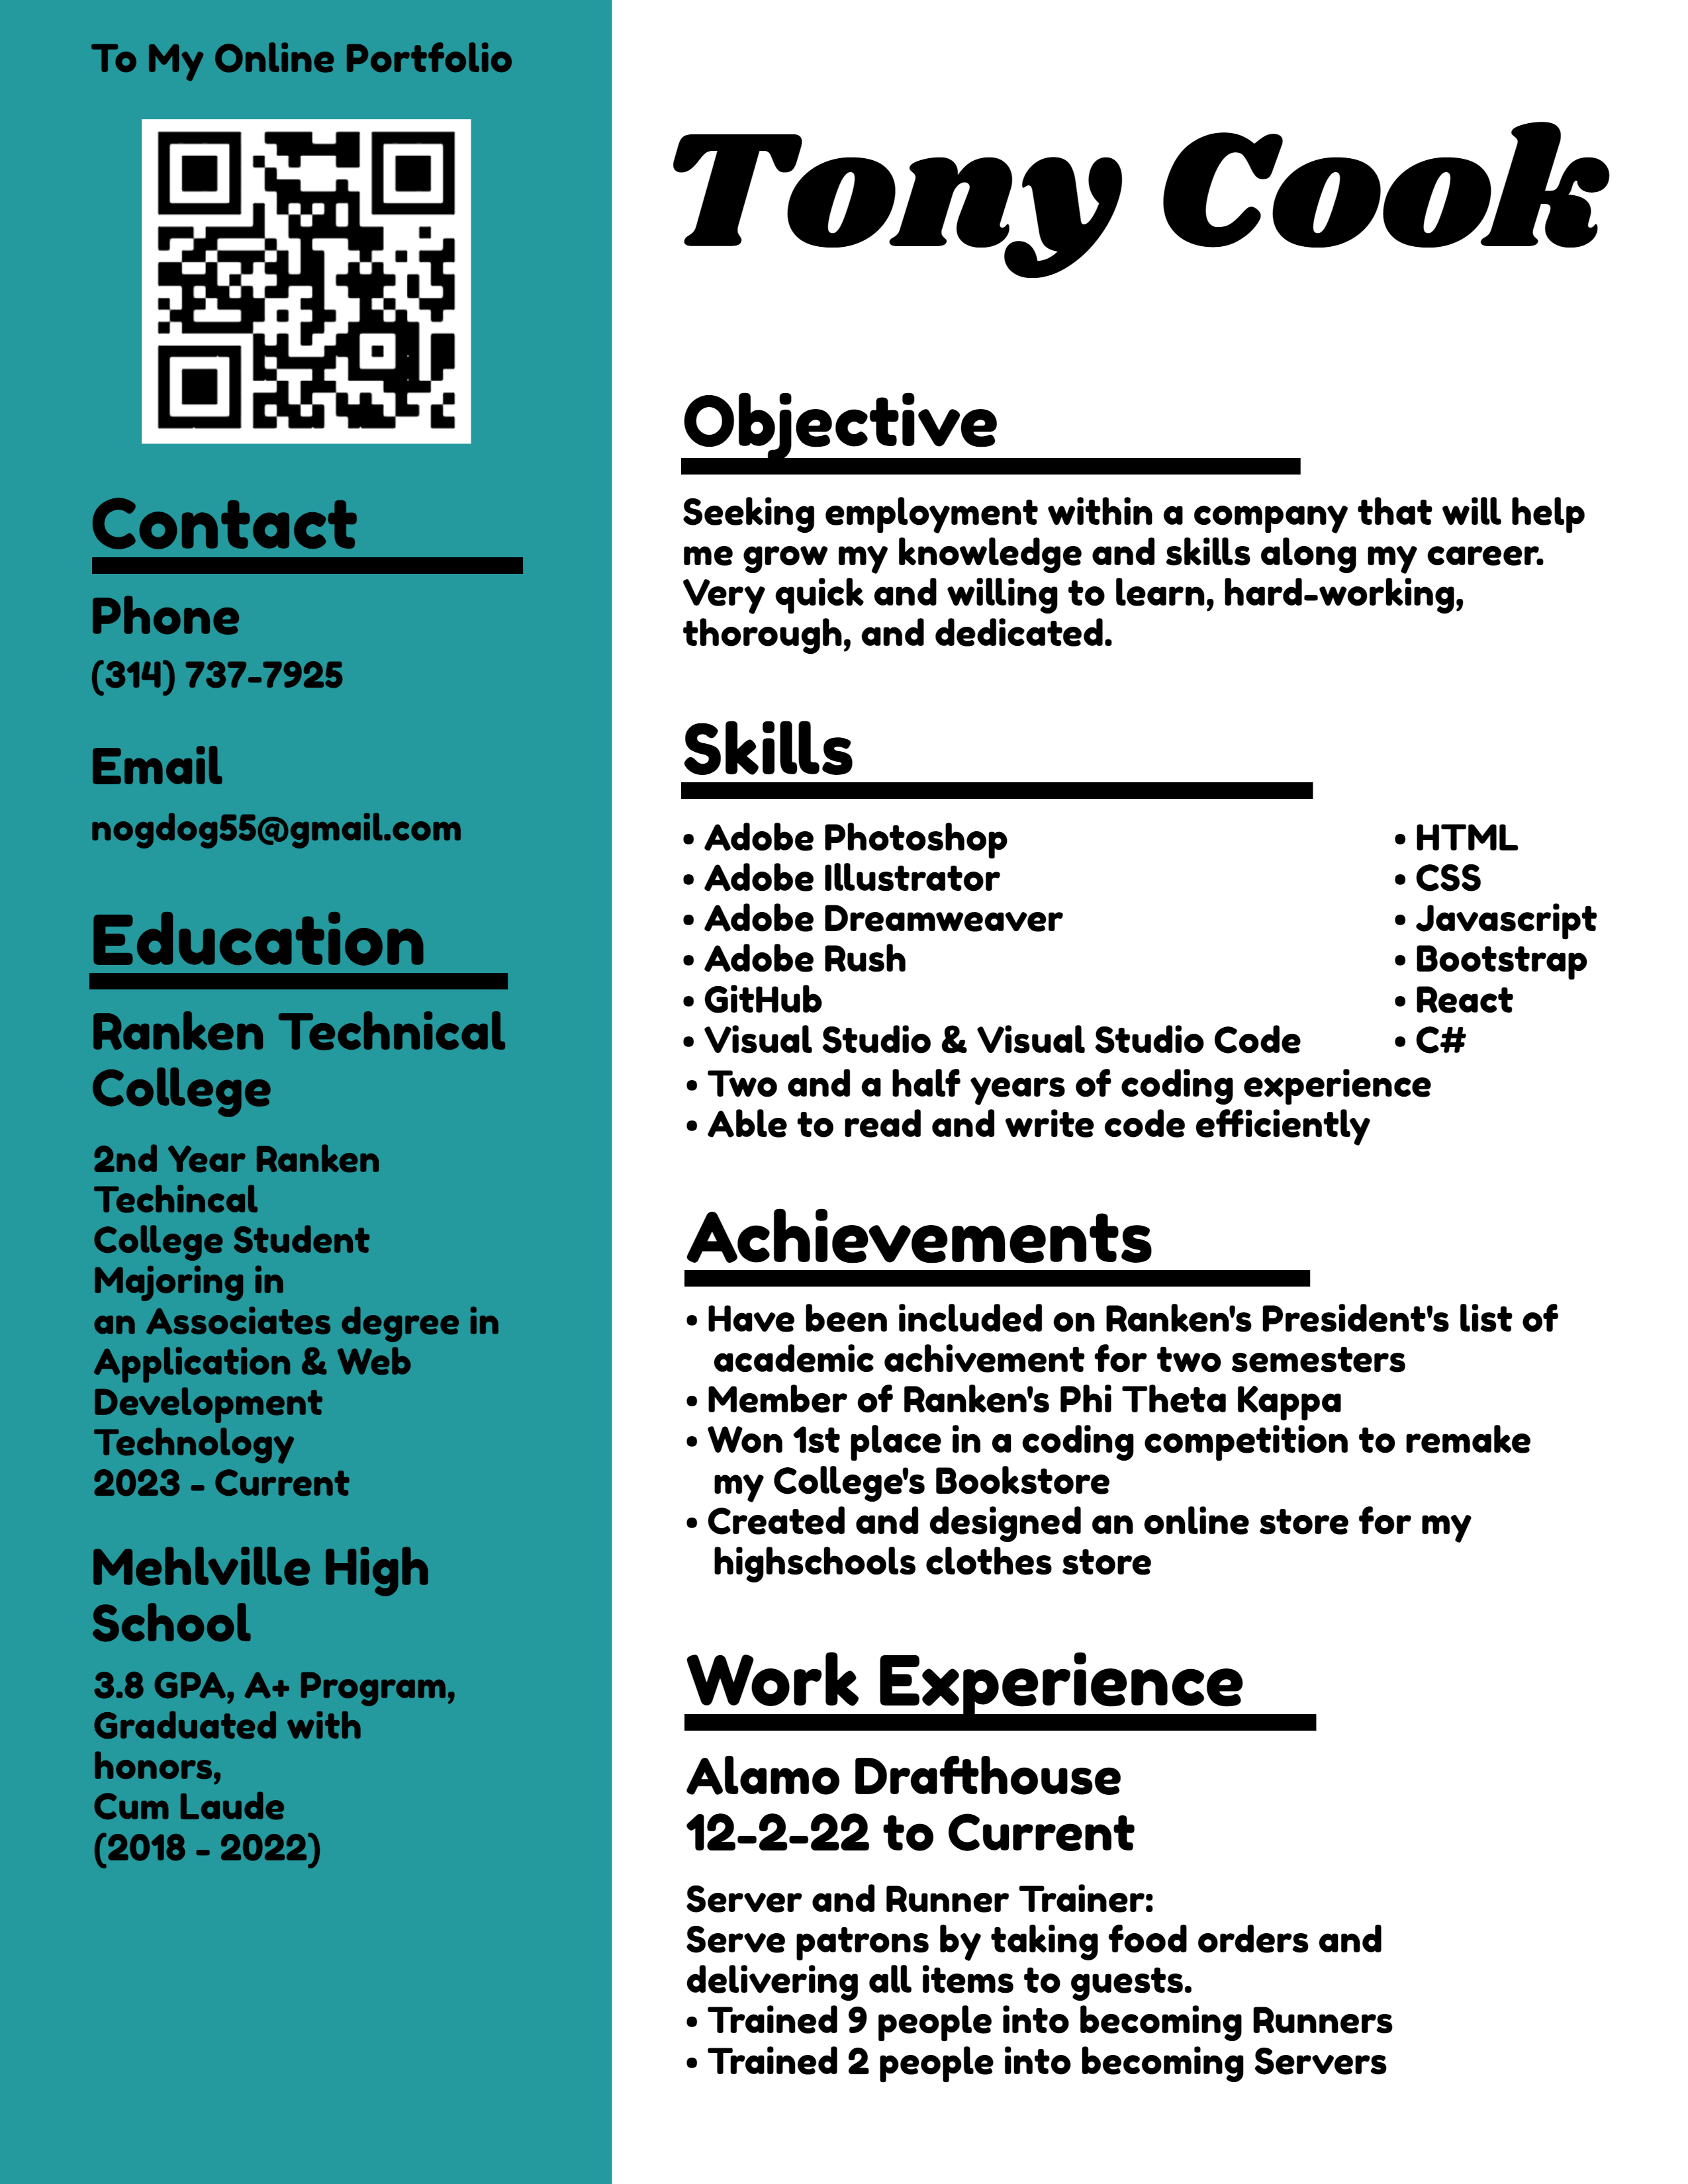 To My Online Portfolio
Contact
Phone
(314) 737-7925
Email
nogdog55@gmail.com
Education
Ranken Technical
College
2nd Year Ranken
Techincal
College Student
Majoring in
an Associates degree in
Application & Web
Development
Technology
2023 - Current
Mehlville High
School
3.8 GPA, A+ Program,
Graduated with
honors,
Cum Laude
(2018 - 2022)
Tony Cook
Objective
Seeking employment within a company that will help
me grow my knowledge and skills along my career.
Very quick and willing to learn, hard-working,
thorough, and dedicated.
Skills
• Adobe Photoshop
• Adobe Illustrator
• Adobe Dreamweaver
• Adobe Rush
• GitHub
• Visual Studio & Visual Studio Code
• HTML
• CSS
• Javascript
• Bootstrap
• React
• C#
• Two and a half years of coding experience
• Able to read and write code efficiently
Achievements
• Have been included on Ranken's President's list of
academic achivement for two semesters
• Member of Ranken's Phi Theta Kappa
• Won 1st place in a coding competition to remake
my College's Bookstore
• Created and designed an online store for my
highschools clothes store
Work Experience
Alamo Drafthouse
12-2-22 to Current
Server and Runner Trainer:
Serve patrons by taking food orders and
delivering all items to guests.
• Trained 9 people into becoming Runners
• Trained 2 people into becoming Servers